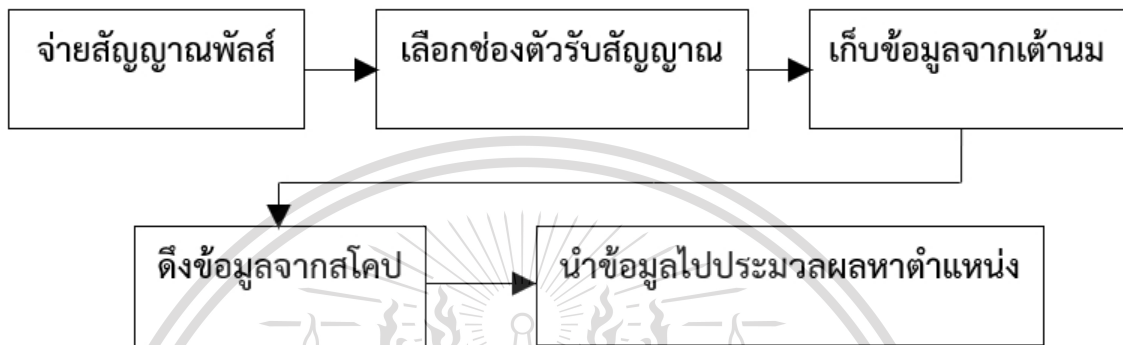 จ่ายสัญญาณพัลส์
เลือกช่องตัวรับสัญญาณ
เก็บข้อมูลจากเต้านม
ดึงข้อมูลจากสโคป
นำข้อมูลไปประมวลผลหาตำแหน่ง